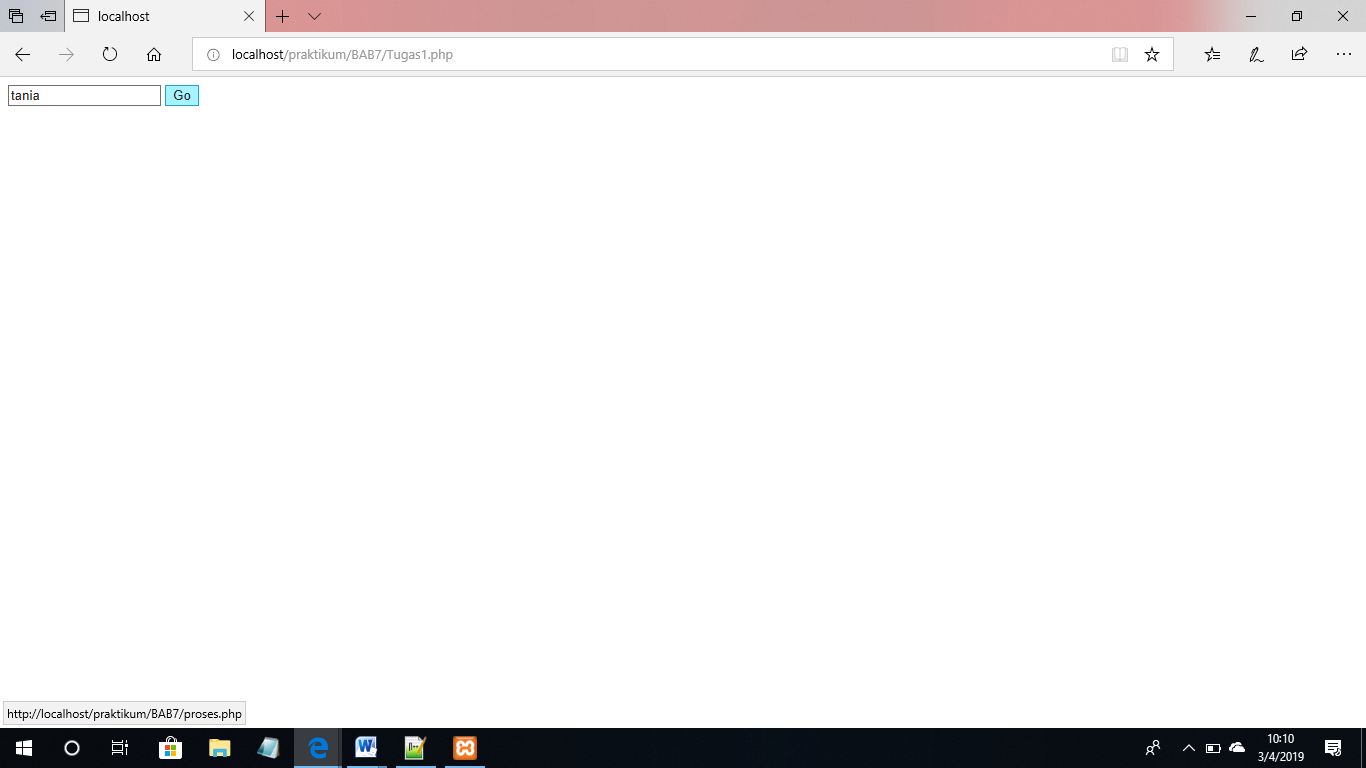 localhost
localhost/praktikum/BAB7/Tugas1.php
tania Go
http://localhost/praktikum/BAB7/proses.php
10:10
3/4/2019